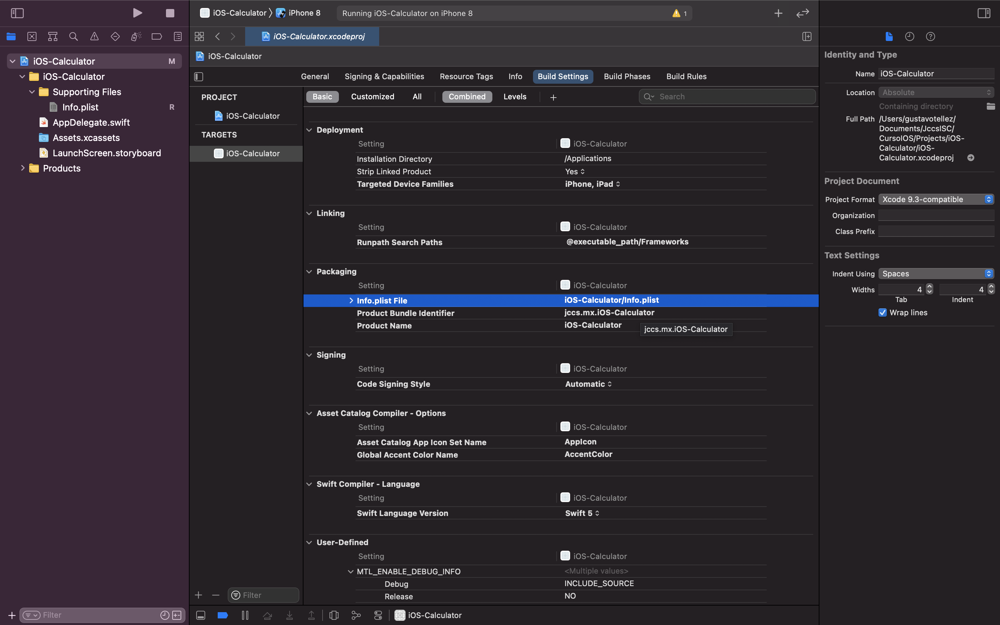 iOS-Calculator
iPhone 8
Running iOS-Calculator on iPhone 8
1
iOS-Calculator.xcodeproj
iOS-Calculator
General
Signing & Capabilities
Resource Tags
Info
Build Settings
Build Phases
Build Rules
iOS-Calculator
M
iOS-Calculator
Supporting Files
Info.plist
R
AppDelegate.swift
Assets.xcassets
LaunchScreen.storyboard
Products
Filter
PROJECT
iOS-Calculator
TARGETS
iOS-Calculator
Filter
Basic
Customized
All
Combined
Levels
Search
Deployment
Setting
iOS-Calculator
Installation Directory
/Applications
Strip Linked Product
Yes
Targeted Device Families
iPhone, iPad
Linking
Setting
iOS-Calculator
Runpath Search Paths
@executable_path/Frameworks
Packaging
Setting
iOS-Calculator
Info.plist File
iOS-Calculator/Info.plist
Product Bundle Identifier
jccs.mx.iOS-Calculator
Product Name
iOS-Calculator
jccs.mx.iOS-Calculator
Signing
Setting
iOS-Calculator
Code Signing Style
Automatic
Asset Catalog Compiler - Options
Setting
iOS-Calculator
Asset Catalog App Icon Set Name
AppIcon
Global Accent Color Name
AccentColor
Swift Compiler - Language
Setting
iOS-Calculator
Swift Language Version
Swift 5
User-Defined
Setting
iOS-Calculator
MTL_ENABLE_DEBUG_INFO
<Multiple values>
Debug
INCLUDE_SOURCE
Release
NO
iOS-Calculator
Identity and Type
Name
iOS-Calculator
Location
Absolute
Containing directory
Full Path
/Users/gustavotellez/
Documents/JccsISC/
CursoIOS/Projects/iOS-
Calculator/iOS-
Calculator.xcodeproj
Project Document
Project Format
Xcode 9.3-compatible
Organization
Class Prefix
Text Settings
Indent Using
Spaces
Widths
4
4
Tab
Indent
Wrap lines